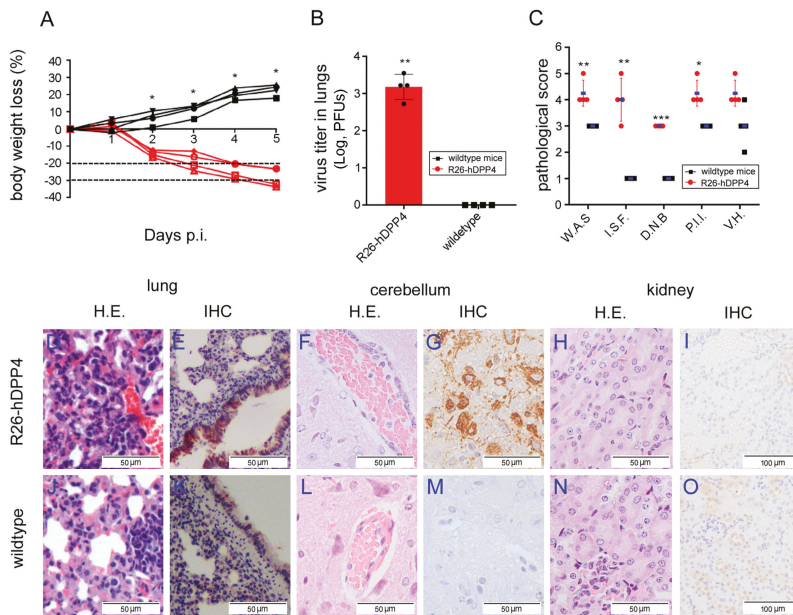 A
B
C
body weight loss (%)
40
30
20
10
0
-10
-20
-30
-40
1
2
3
4
5
*
*
*
*
Days p.i.
virus titer in lungs
(Log, PFUs)
4
3
2
1
0
**
wildtype mice
R26-hDPP4
R26-hDPP4
wildetype
pathological score
6
5
4
3
2
1
0
**
**
***
*
wildtype mice
R26-hDPP4
W.A.S
I.S.F.
D.N.B
P.I.I.
V.H.
lung
cerebellum
kidney
H.E.
IHC
H.E.
IHC
H.E.
IHC
R26-hDPP4
D
E
F
G
H
I
50 µm
50 µm
50 µm
50 µm
50 µm
100 µm
wildtype
J
K
L
M
N
O
50 µm
50 µm
50 µm
50 µm
50 µm
100 µm